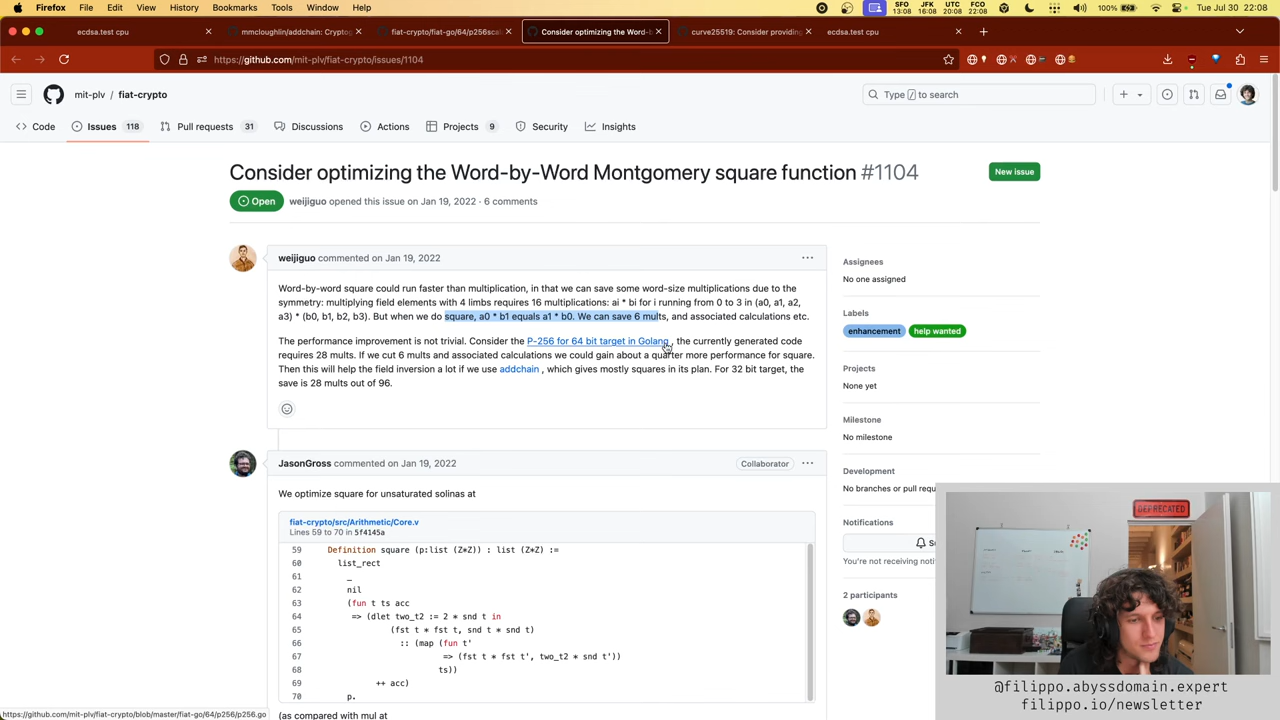 Firefox File Edit View History Bookmarks Tools Window Help
SFO 13:08 JFK 16:08 UTC 20:08 FCO 22:08 100% Fri Jun 21 22:08
ecdsa.test cpu
mmcloughlin/addchain: Cryptog
fiat-crypto/fiat-go/64/p256scal
Consider optimizing the Word-b
curve25519: Consider providing
ecdsa.test cpu
https://github.com/mit-plv/fiat-crypto/issues/1104
mit-plv / fiat-crypto
Type / to search
Code
Issues 118
Pull requests 31
Discussions
Actions
Projects 9
Security
Insights
Consider optimizing the Word-by-Word Montgomery square function #1104
New issue
Open weijiguo opened this issue on Jan 19, 2022 · 6 comments
weijiguo commented on Jan 19, 2022
Word-by-word square could run faster than multiplication, in that we can save some word-size multiplications due to the
symmetry: multiplying field elements with 4 limbs requires 16 multiplications: ai * bi for i running from 0 to 3 in (a0, a1, a2,
a3) * (b0, b1, b2, b3). But when we do square, a0 * b1 equals a1 * b0. We can save 6 mults, and associated calculations etc.
The performance improvement is not trivial. Consider the P-256 for 64 bit target in Golang , the currently generated code
requires 28 mults. If we cut 6 mults and associated calculations we could gain about a quarter more performance for square.
Then this will help the field inversion a lot if we use addchain , which gives mostly squares in its plan. For 32 bit target, the
save is 28 mults out of 96.
JasonGross commented on Jan 19, 2022
Collaborator
We optimize square for unsaturated solinas at
fiat-crypto/src/Arithmetic/Core.v
Lines 59 to 70 in 5f4145a
59 Definition square (p:list (Z*Z)) : list (Z*Z) :=
60 list_rect
61 _
62 nil
63 (fun t ts acc
64 => (dlet two_t2 := 2 * snd t in
65 (fst t * fst t, snd t * snd t)
66 :: (map (fun t'
67 => (fst t * fst t', two_t2 * snd t'))
68 ts))
69 ++ acc)
70 p.
(as compared with mul at
Assignees
No one assigned
Labels
enhancement help wanted
Projects
None yet
Milestone
No milestone
Development
No branches or pull requ
Notifications
You're not receiving noti
2 participants
DEPRECATED
@filippo.abyssdomain.expert
filippo.io/newsletter
https://github.com/mit-plv/fiat-crypto/blob/master/fiat-go/64/p256/p256.go